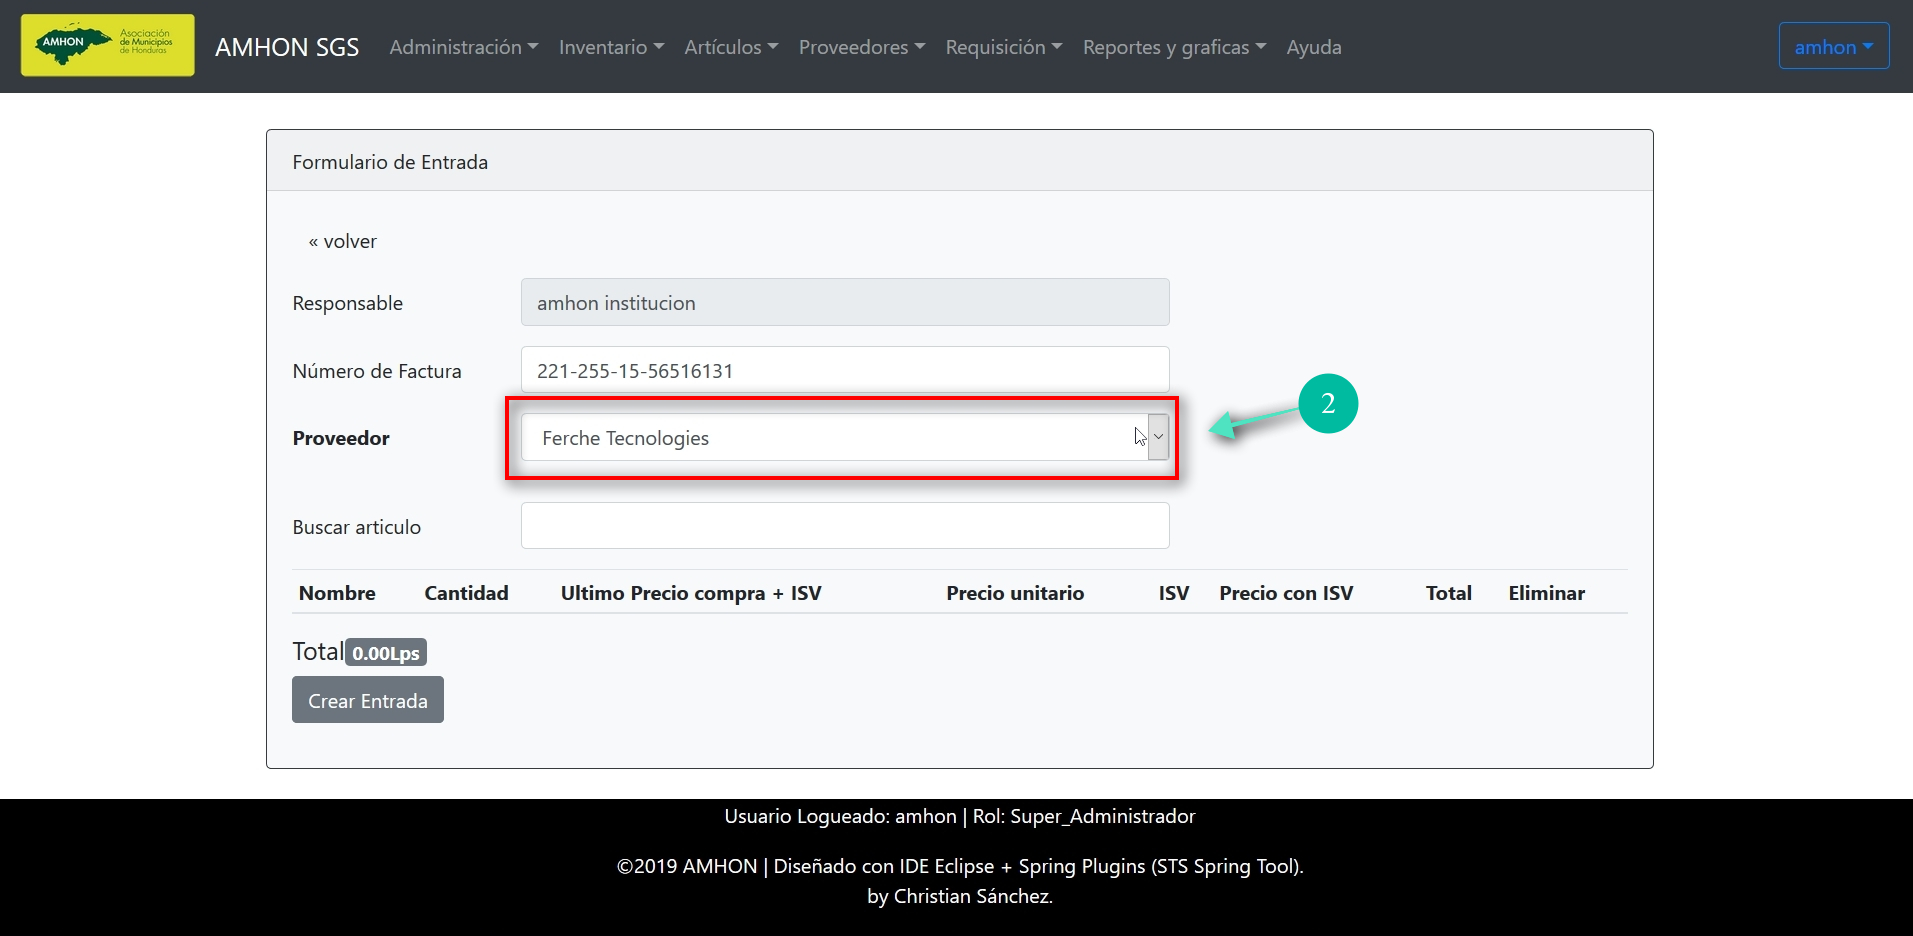 AMHON
Asociación
de Municipios
de Honduras
AMHON SGS Administración Inventario Artículos Proveedores Requisición Reportes y graficas Ayuda amhon
Formulario de Entrada
« volver
Responsable amhon institucion
Número de Factura 221-255-15-56516131
2
Proveedor Ferche Tecnologies
Buscar articulo
Nombre Cantidad Ultimo Precio compra + ISV Precio unitario ISV Precio con ISV Total Eliminar
Total 0.00Lps
Crear Entrada
Usuario Logueado: amhon | Rol: Super_Administrador
©2019 AMHON | Diseñado con IDE Eclipse + Spring Plugins (STS Spring Tool).
by Christian Sánchez.